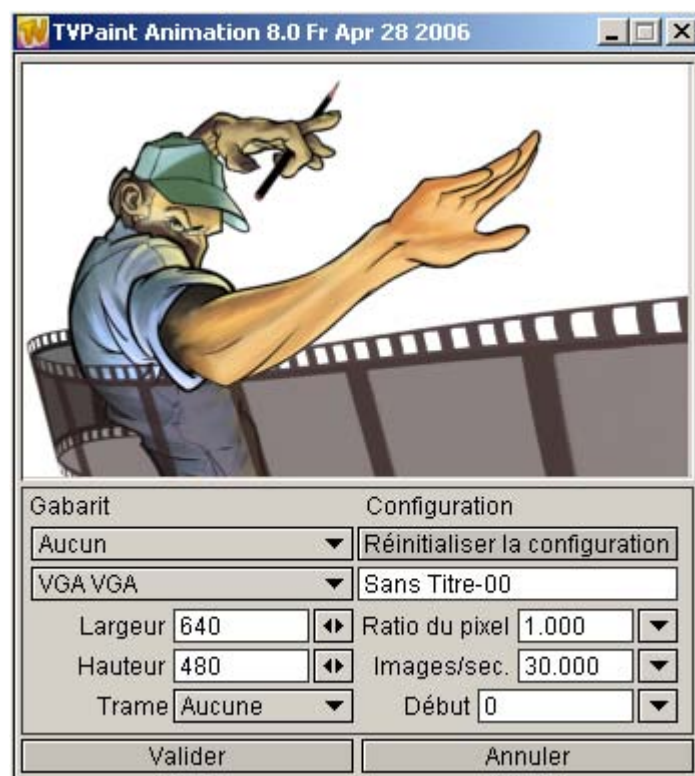 TVPaint Animation 8.0 Fr Apr 28 2006
Gabarit
Configuration
Aucun
Réinitialiser la configuration
VGA VGA
Sans Titre-00
Largeur 640
Ratio du pixel 1.000
Hauteur 480
Images/sec. 30.000
Trame Aucune
Début 0
Valider
Annuler